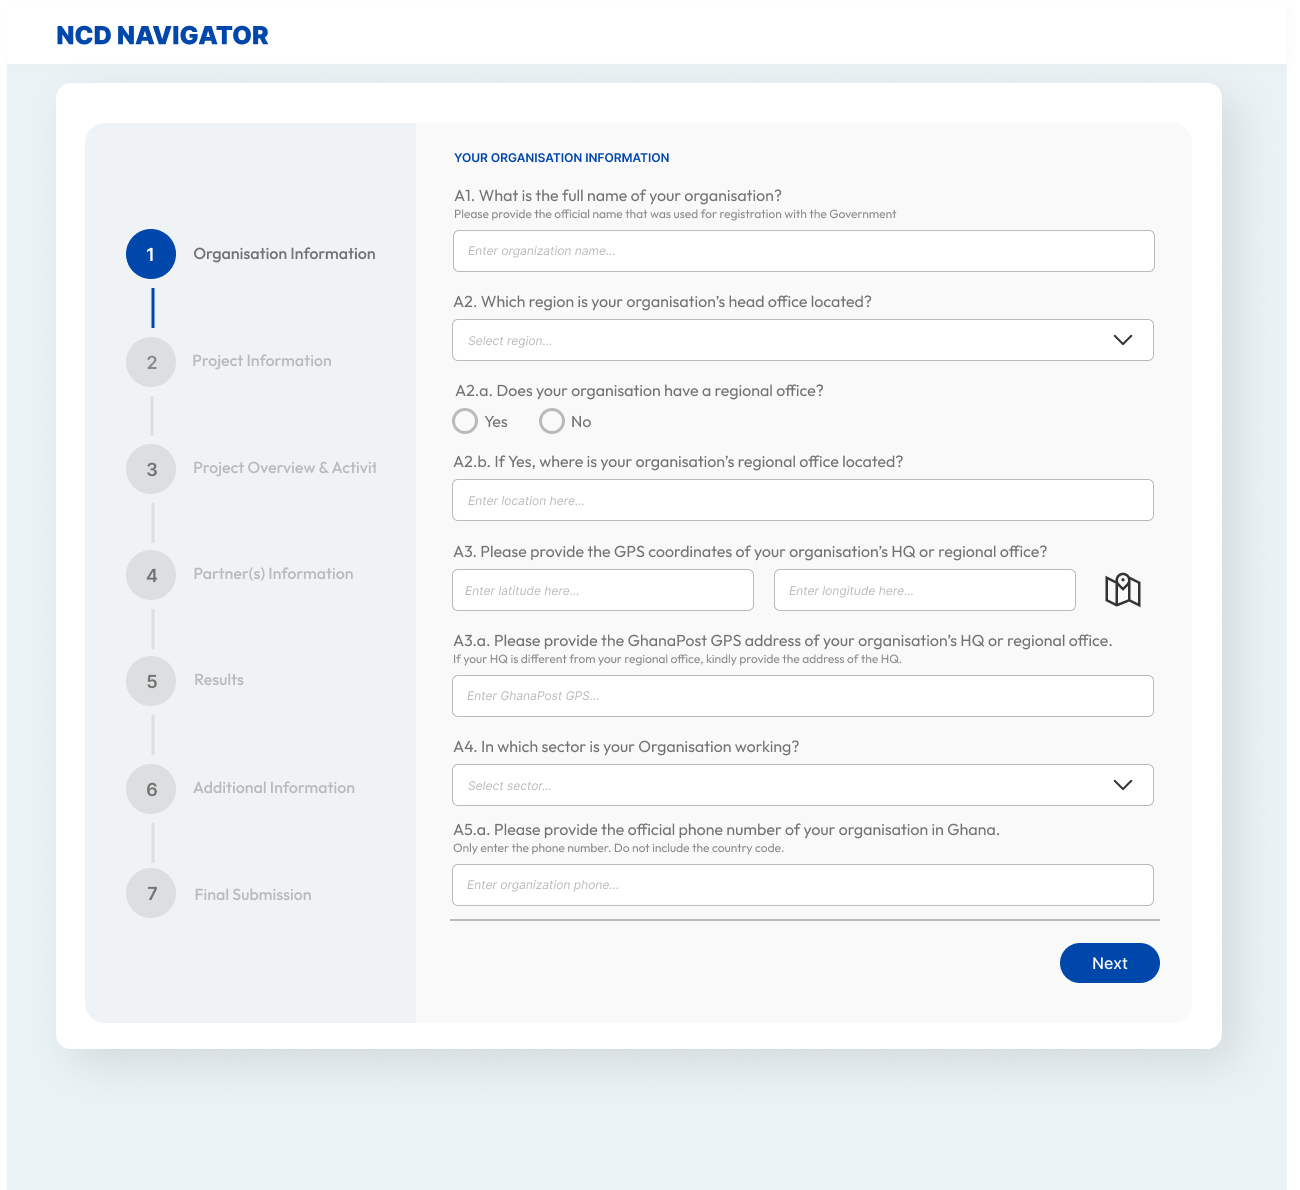 NCD NAVIGATOR
1 Organisation Information
2 Project Information
3 Project Overview & Activit
4 Partner(s) Information
5 Results
6 Additional Information
7 Final Submission
YOUR ORGANISATION INFORMATION
A1. What is the full name of your organisation?
Please provide the official name that was used for registration with the Government
Enter organization name...
A2. Which region is your organisation's head office located?
Select region...
A2.a. Does your organisation have a regional office?
Yes No
A2.b. If Yes, where is your organisation's regional office located?
Enter location here...
A3. Please provide the GPS coordinates of your organisation's HQ or regional office?
Enter latitude here... Enter longitude here...
A3.a. Please provide the GhanaPost GPS address of your organisation's HQ or regional office.
If your HQ is different from your regional office, kindly provide the address of the HQ.
Enter GhanaPost GPS...
A4. In which sector is your Organisation working?
Select sector...
A5.a. Please provide the official phone number of your organisation in Ghana.
Only enter the phone number. Do not include the country code.
Enter organization phone...
Next